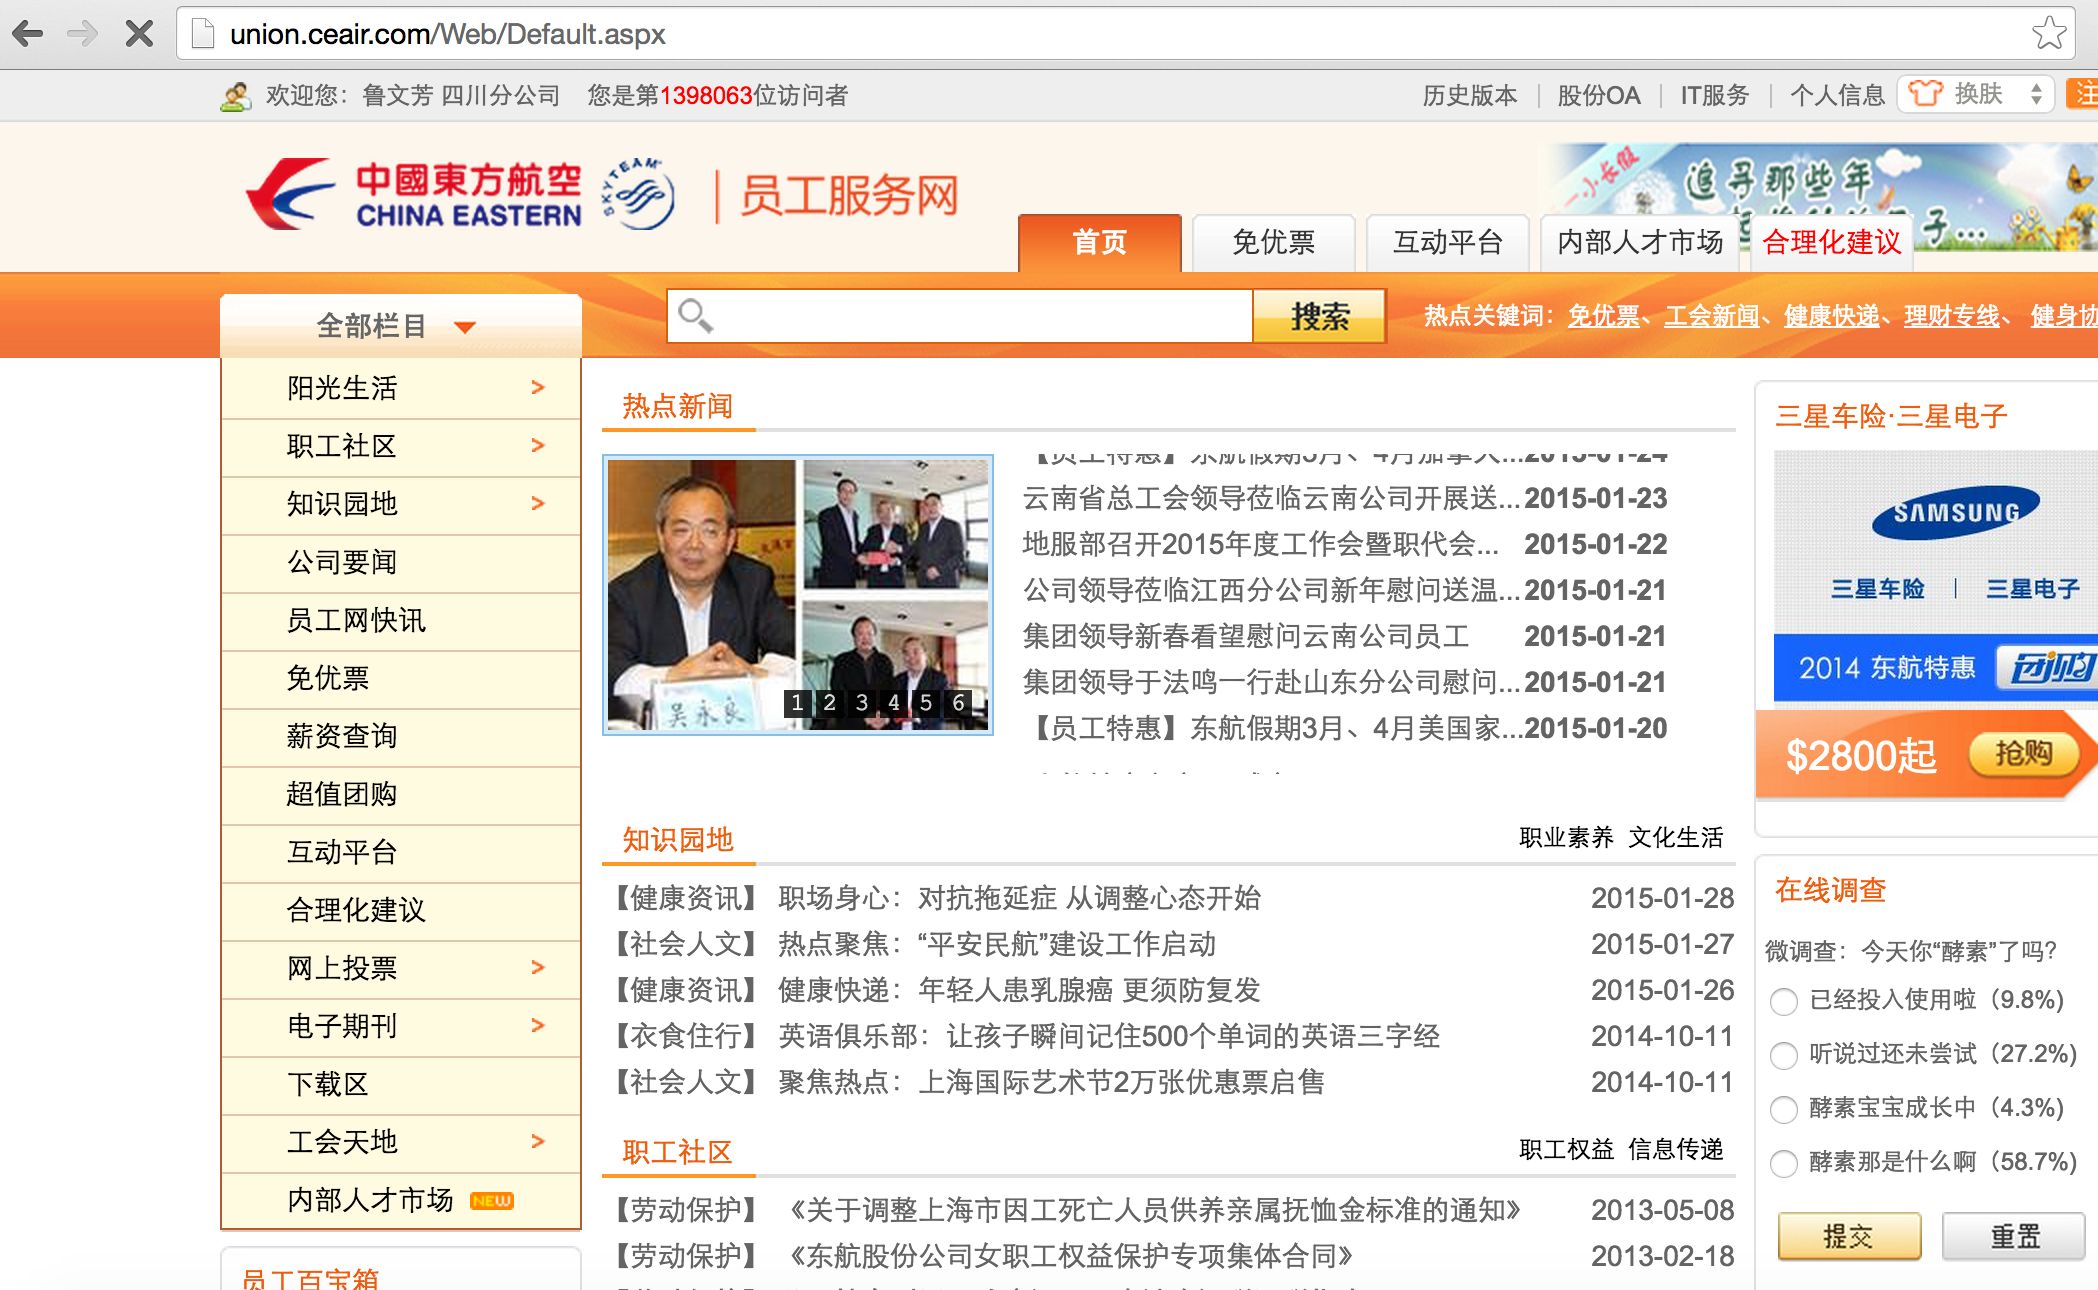 union.ceair.com/Web/Default.aspx
欢迎您：鲁文芳 四川分公司 您是第1398063位访问者
历史版本 股份OA IT服务 个人信息 换肤 注
中國東方航空 CHINA EASTERN SKYTEAM 员工服务网
一小长假
追寻那些年
子...
首页 免优票 互动平台 内部人才市场 合理化建议
全部栏目
搜索
热点关键词：免优票、工会新闻、健康快递、理财专线、健身协
阳光生活 >
职工社区 >
知识园地 >
公司要闻
员工网快讯
免优票
薪资查询
超值团购
互动平台
合理化建议
网上投票 >
电子期刊 >
下载区
工会天地 >
内部人才市场 NEW
员工百宝箱
热点新闻
吴永良
1 2 3 4 5 6
【员工特惠】东航假期3月、4月加拿大...2015-01-24
云南省总工会领导莅临云南公司开展送...2015-01-23
地服部召开2015年度工作会暨职代会... 2015-01-22
公司领导莅临江西分公司新年慰问送温...2015-01-21
集团领导新春看望慰问云南公司员工 2015-01-21
集团领导于法鸣一行赴山东分公司慰问...2015-01-21
【员工特惠】东航假期3月、4月美国家...2015-01-20
知识园地 职业素养 文化生活
【健康资讯】 职场身心：对抗拖延症 从调整心态开始 2015-01-28
【社会人文】 热点聚焦：“平安民航”建设工作启动 2015-01-27
【健康资讯】 健康快递：年轻人患乳腺癌 更须防复发 2015-01-26
【衣食住行】 英语俱乐部：让孩子瞬间记住500个单词的英语三字经 2014-10-11
【社会人文】 聚焦热点：上海国际艺术节2万张优惠票启售 2014-10-11
职工社区 职工权益 信息传递
【劳动保护】 《关于调整上海市因工死亡人员供养亲属抚恤金标准的通知》 2013-05-08
【劳动保护】 《东航股份公司女职工权益保护专项集体合同》 2013-02-18
三星车险·三星电子
SAMSUNG
三星车险 | 三星电子
2014 东航特惠 团购
$2800起 抢购
在线调查
微调查：今天你“酵素”了吗？
已经投入使用啦（9.8%）
听说过还未尝试（27.2%）
酵素宝宝成长中（4.3%）
酵素那是什么啊（58.7%）
提交 重置